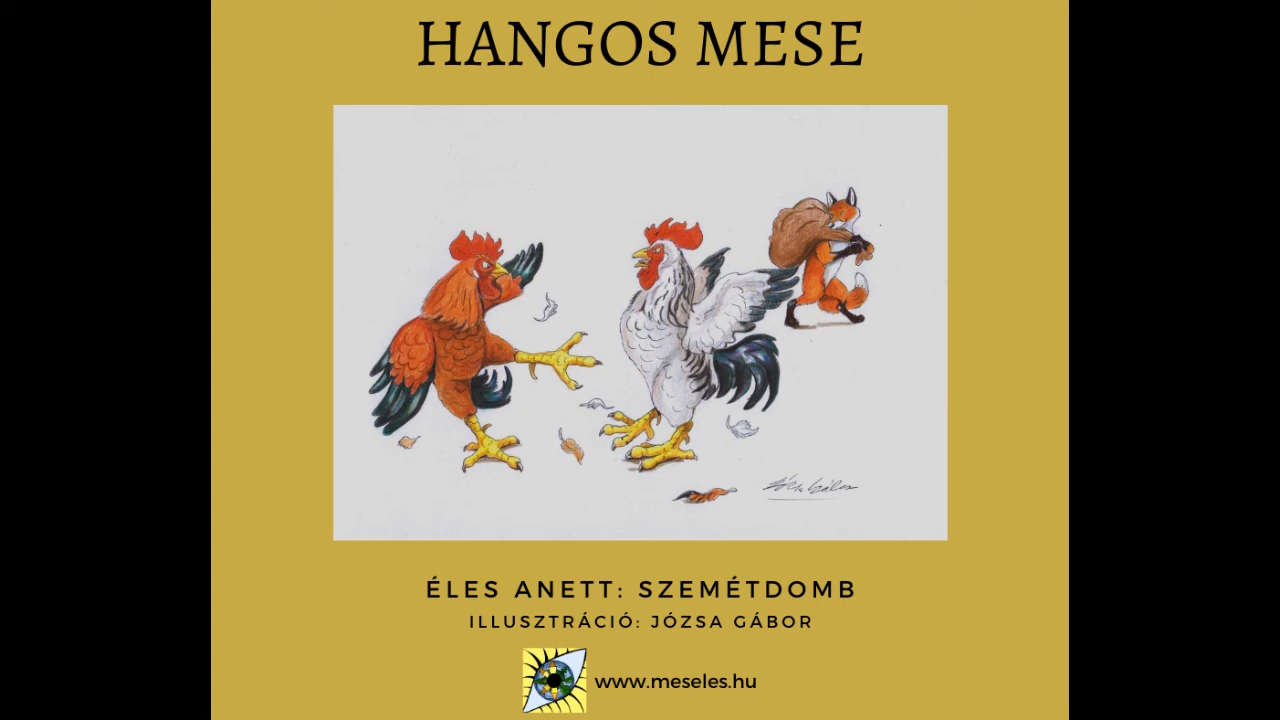 HANGOS MESE
ÉLES ANETT: SZEMÉTDOMB
ILLUSZTRÁCIÓ: JÓZSA GÁBOR
www.meseles.hu